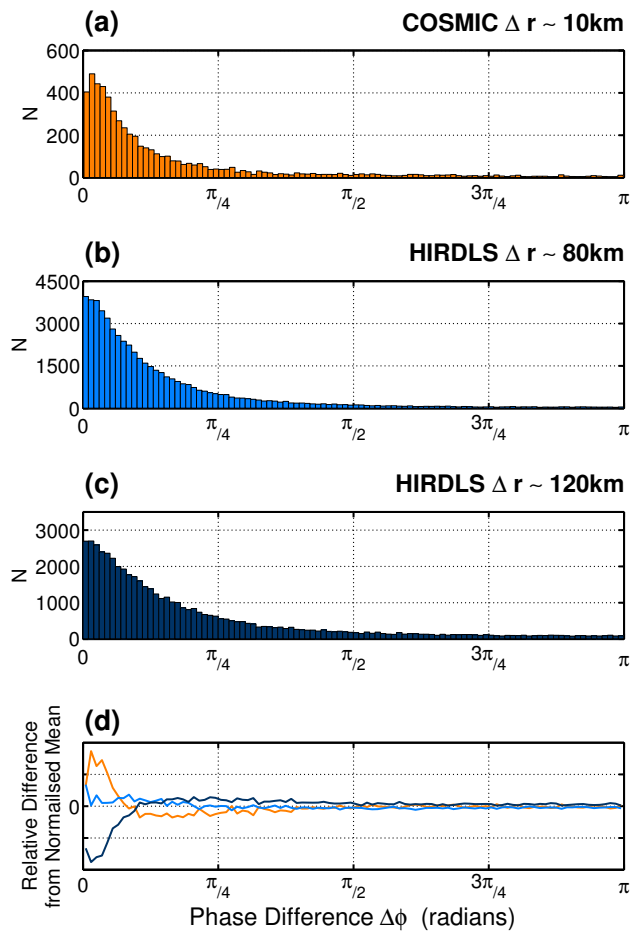 (a) COSMIC Δ r ~ 10km
600
400
200
0
N
0 π/4 π/2 3π/4 π
(b) HIRDLS Δ r ~ 80km
4500
3000
1500
0
N
0 π/4 π/2 3π/4 π
(c) HIRDLS Δ r ~ 120km
3000
2000
1000
0
N
0 π/4 π/2 3π/4 π
(d)
Relative Difference
from Normalised Mean
0
0 π/4 π/2 3π/4 π
Phase Difference Δϕ (radians)